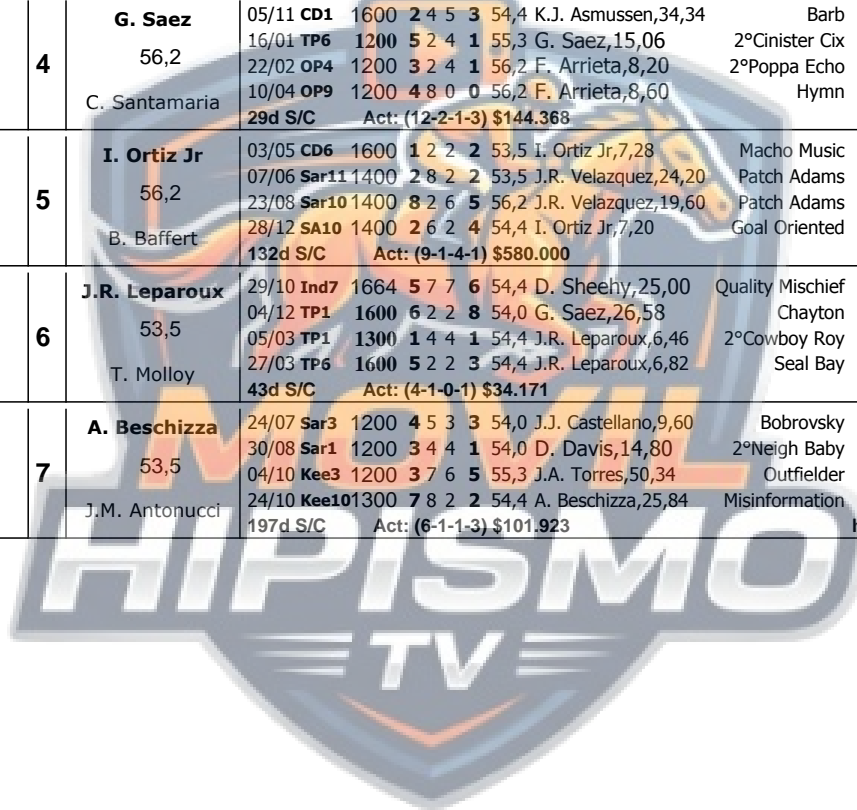 4
G. Saez
56,2
C. Santamaria
05/11 CD1 1600 2 4 5 3 54,4 K.J. Asmussen,34,34 Barb
16/01 TP6 1200 5 2 4 1 55,3 G. Saez,15,06 2°Cinister Cix
22/02 OP4 1200 3 2 4 1 56,2 F. Arrieta,8,20 2°Poppa Echo
10/04 OP9 1200 4 8 0 0 56,2 F. Arrieta,8,60 Hymn
29d S/C Act: (12-2-1-3) $144.368
5
I. Ortiz Jr
56,2
B. Baffert
03/05 CD6 1600 1 2 2 2 53,5 I. Ortiz Jr,7,28 Macho Music
07/06 Sar11 1400 2 8 2 2 53,5 J.R. Velazquez,24,20 Patch Adams
23/08 Sar10 1400 8 2 6 5 56,2 J.R. Velazquez,19,60 Patch Adams
28/12 SA10 1400 2 6 2 4 54,4 I. Ortiz Jr,7,20 Goal Oriented
132d S/C Act: (9-1-4-1) $580.000
6
J.R. Leparoux
53,5
T. Molloy
29/10 Ind7 1664 5 7 7 6 54,4 D. Sheehy,25,00 Quality Mischief
04/12 TP1 1600 6 2 2 8 54,0 G. Saez,26,58 Chayton
05/03 TP1 1300 1 4 4 1 54,4 J.R. Leparoux,6,46 2°Cowboy Roy
27/03 TP6 1600 5 2 2 3 54,4 J.R. Leparoux,6,82 Seal Bay
43d S/C Act: (4-1-0-1) $34.171
7
A. Beschizza
53,5
J.M. Antonucci
24/07 Sar3 1200 4 5 3 3 54,0 J.J. Castellano,9,60 Bobrovsky
30/08 Sar1 1200 3 4 4 1 54,0 D. Davis,14,80 2°Neigh Baby
04/10 Kee3 1200 3 7 6 5 55,3 J.A. Torres,50,34 Outfielder
24/10 Kee10 1300 7 8 2 2 54,4 A. Beschizza,25,84 Misinformation
197d S/C Act: (6-1-1-3) $101.923
MOVIL
HIPISMO
TV